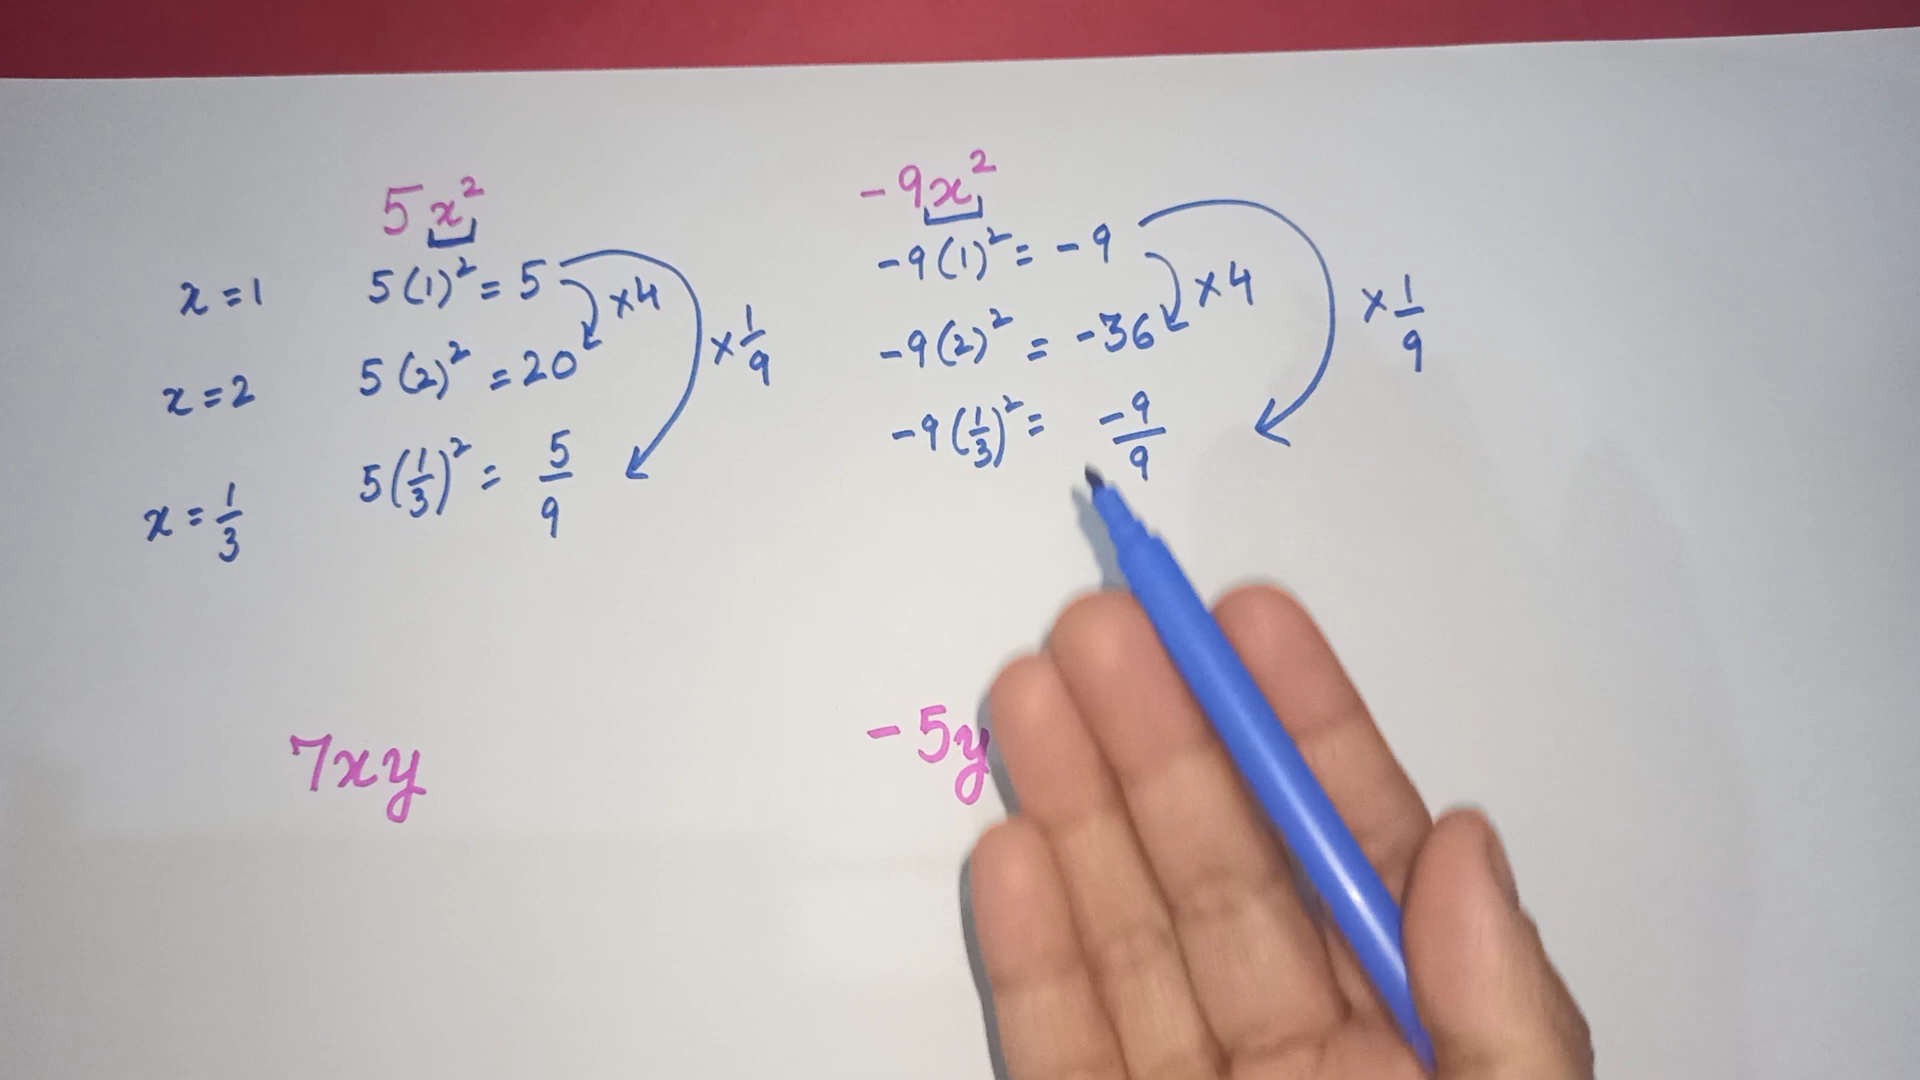 5x² -9x²
x=1 5(1)²=5 ×4 ×1/9 -9(1)²=-9 ×4 ×1/9
x=2 5(2)²=20 -9(2)²=-36
x=1/3 5(1/3)²=5/9 -9(1/3)²=-9/9
7xy -5y